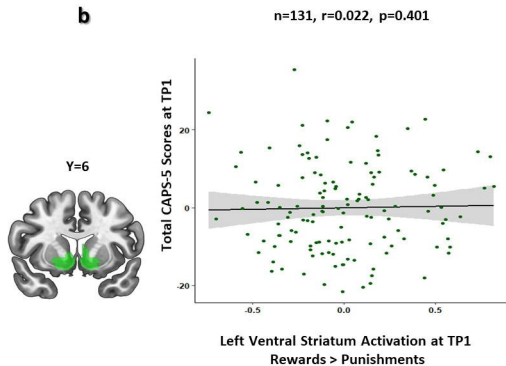 b
n=131, r=0.022, p=0.401
Y=6
Total CAPS-5 Scores at TP1
20
0
-20
-0.5
0.0
0.5
Left Ventral Striatum Activation at TP1
Rewards > Punishments